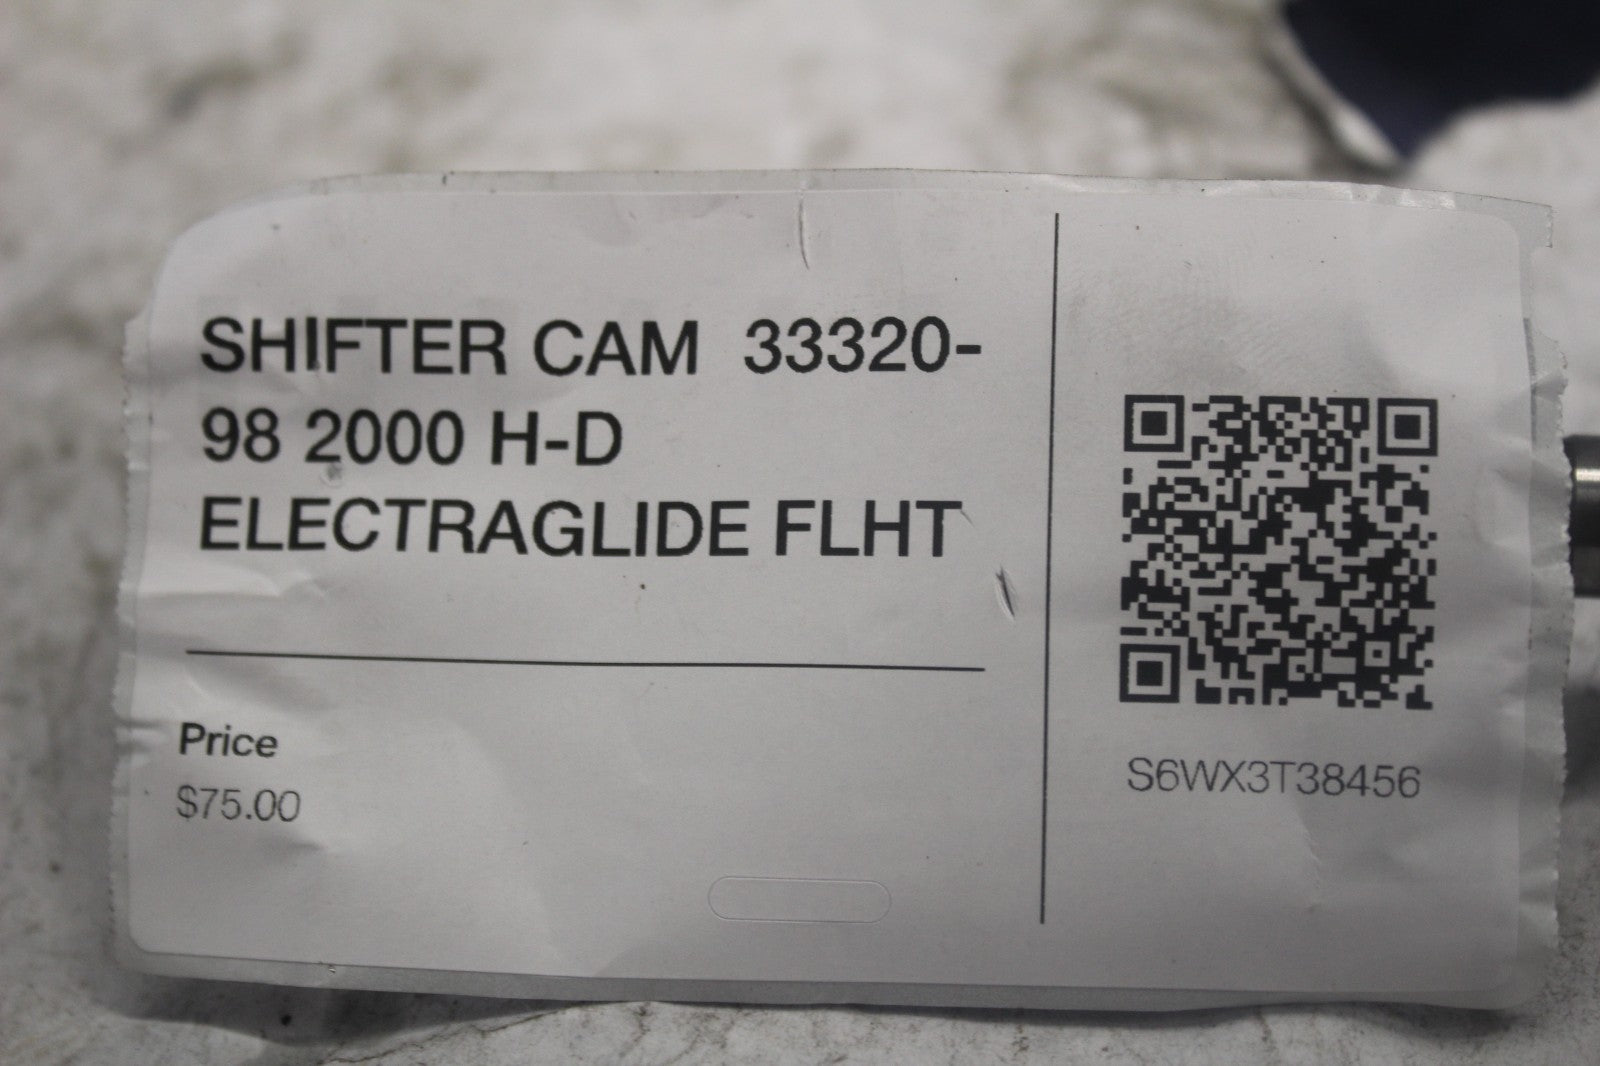 SHIFTER CAM 33320-
98 2000 H-D
ELECTRAGLIDE FLHT
Price
$75.00
S6WX3T38456